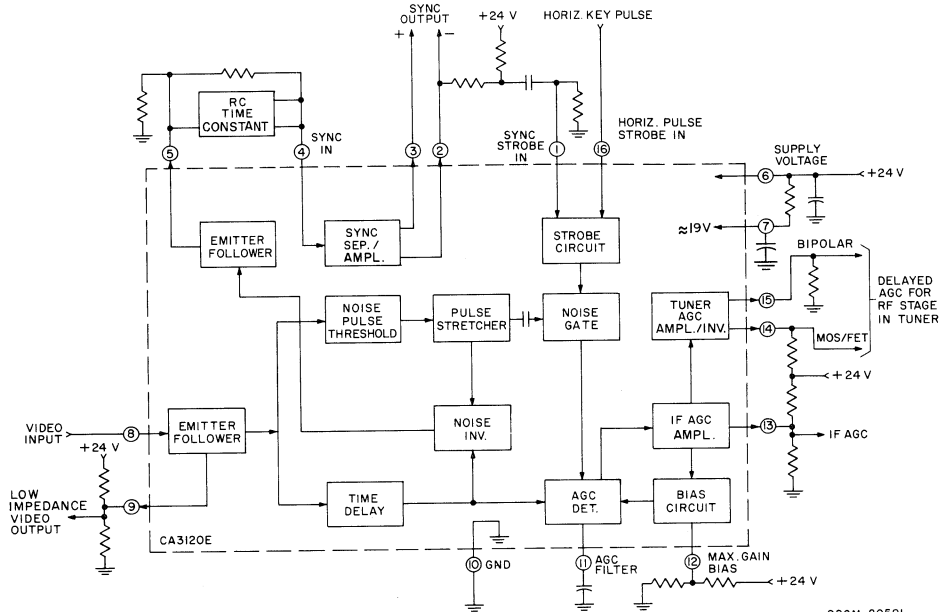 SYNC
OUTPUT
+
−
+24 V
HORIZ. KEY PULSE
RC
TIME
CONSTANT
5
4
SYNC
IN
3
2
SYNC
STROBE
IN
1
16
HORIZ. PULSE
STROBE IN
SUPPLY
VOLTAGE
6
+24 V
≈19V
7
EMITTER
FOLLOWER
SYNC
SEP./
AMPL.
STROBE
CIRCUIT
BIPOLAR
15
DELAYED
AGC FOR
RF STAGE
IN TUNER
NOISE
PULSE
THRESHOLD
PULSE
STRETCHER
NOISE
GATE
TUNER
AGC
AMPL./INV.
14
MOS/FET
+24 V
VIDEO
INPUT
8
EMITTER
FOLLOWER
NOISE
INV.
IF AGC
AMPL.
13
IF AGC
+24 V
LOW
IMPEDANCE
VIDEO
OUTPUT
9
TIME
DELAY
AGC
DET.
BIAS
CIRCUIT
CA3120E
10 GND
11 AGC
FILTER
12 MAX. GAIN
BIAS
+24 V